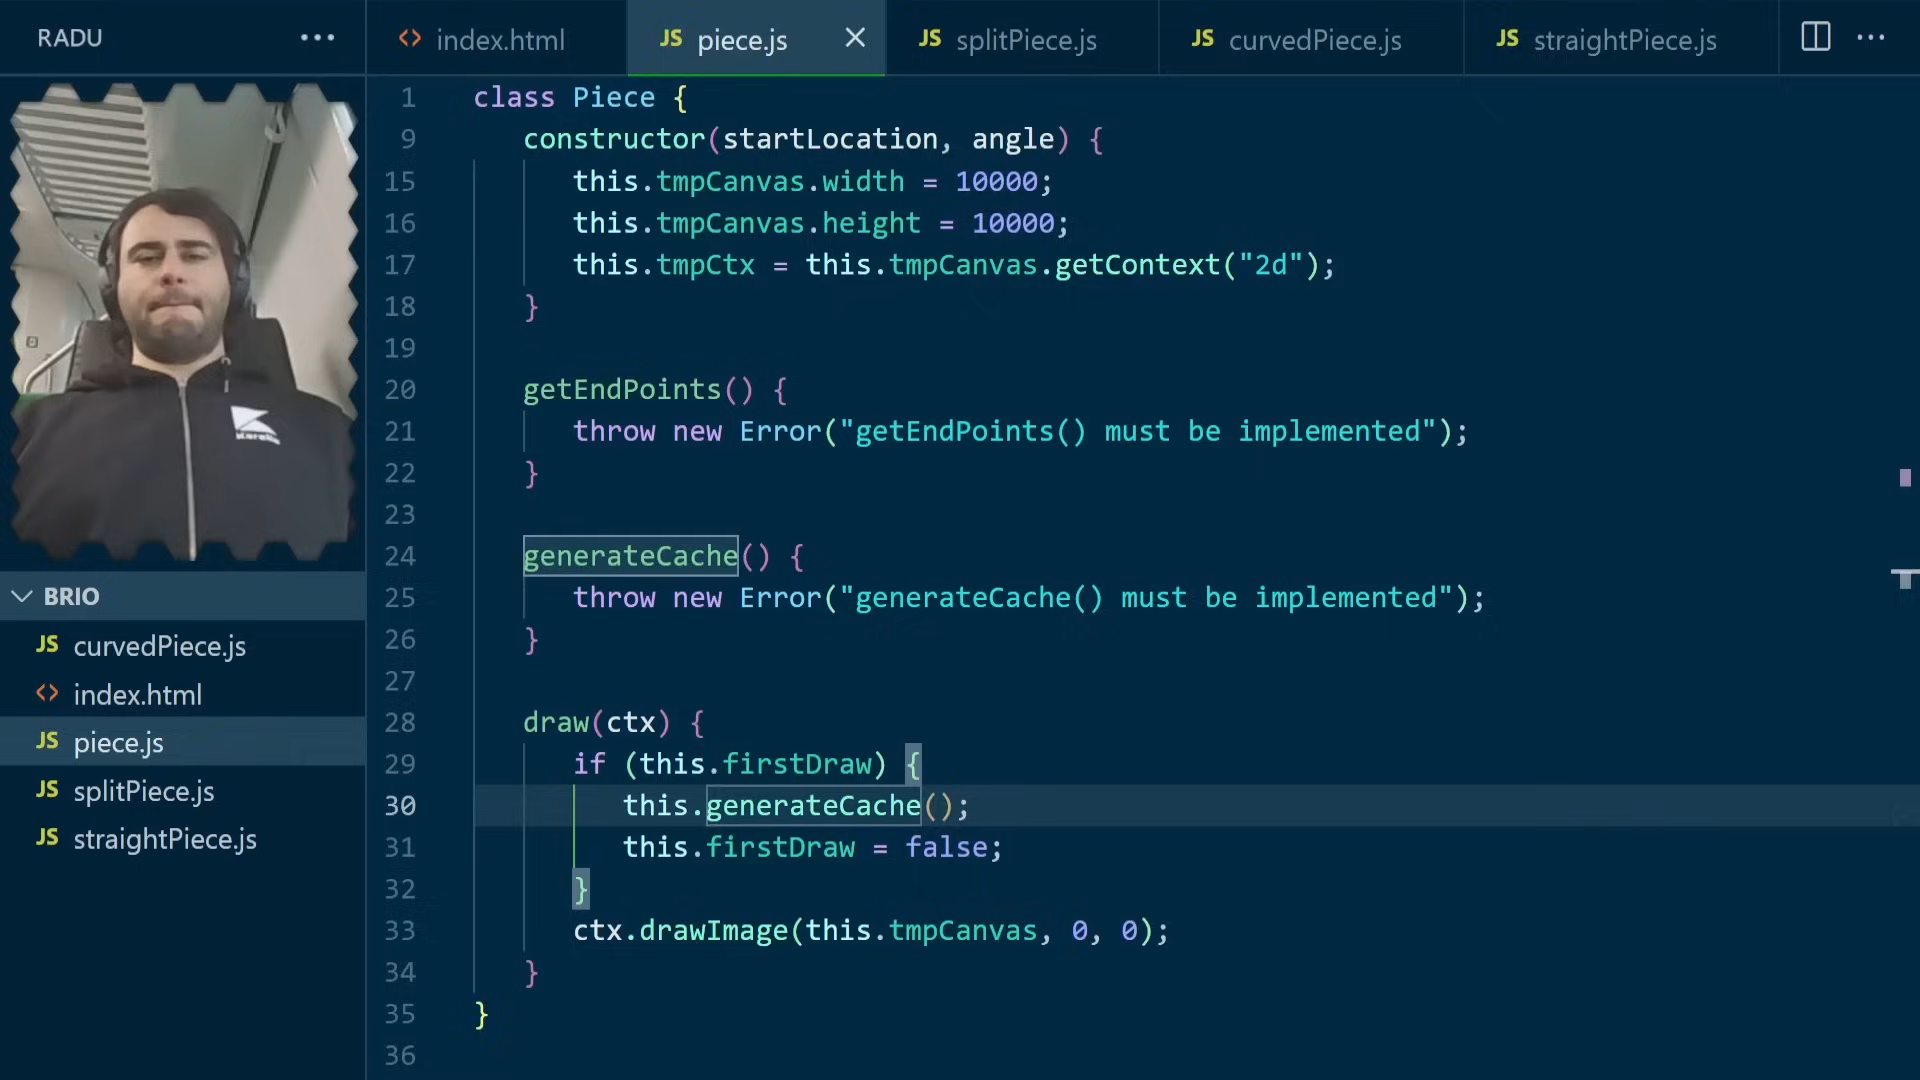 RADU
index.html
JS piece.js
JS splitPiece.js
JS curvedPiece.js
JS straightPiece.js
1 class Piece {
9 constructor(startLocation, angle) {
15 this.tmpCanvas.width = 10000;
16 this.tmpCanvas.height = 10000;
17 this.tmpCtx = this.tmpCanvas.getContext("2d");
18 }
19
20 getEndPoints() {
21 throw new Error("getEndPoints() must be implemented");
22 }
23
24 generateCache() {
25 throw new Error("generateCache() must be implemented");
26 }
27
28 draw(ctx) {
29 if (this.firstDraw) {
30 this.generateCache();
31 this.firstDraw = false;
32 }
33 ctx.drawImage(this.tmpCanvas, 0, 0);
34 }
35 }
36
BRIO
JS curvedPiece.js
<> index.html
JS piece.js
JS splitPiece.js
JS straightPiece.js